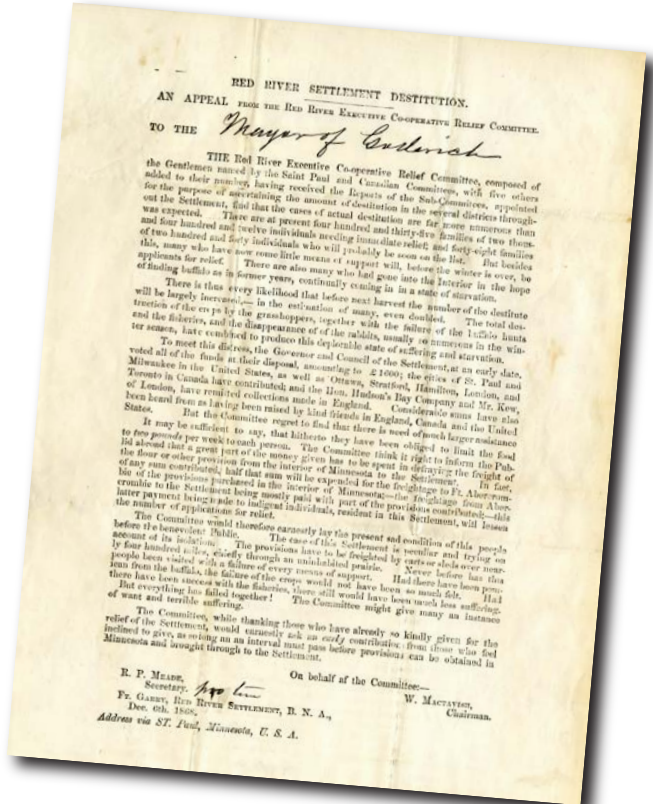 RED RIVER SETTLEMENT DESTITUTION.
AN APPEAL FROM THE RED RIVER EXECUTIVE CO-OPERATIVE RELIEF COMMITTEE.
TO THE Mayor of Goderich
THE Red River Executive Co-operative Relief Committee, composed of
the Gentlemen named by the Saint Paul and Canadian Committees, with five others
added to their number, having received the Reports of the Sub-Committees, appointed
for the purpose of ascertaining the amount of destitution in the several districts through-
out the Settlement, find that the cases of actual destitution are far more numerous than
was expected. There are at present four hundred and thirty-five families of two thous-
and four hundred and twelve individuals needing immediate relief; and forty-eight families
of two hundred and forty individuals who will probably be soon on the list. But besides
this, many who have now some little means of support will, before the winter is over, be
applicants for relief. There are also many who had gone into the Interior in the hope
of finding buffalo as in former years, continually coming in in a state of starvation.
There is thus every likelihood that before next harvest the number of the destitute
will be largely increased,— in the estimation of many, even doubled. The total des-
truction of the crops by the grasshoppers, together with the failure of the buffalo hunts
and the fisheries, and the disappearance of of the rabbits, usually so numerous in the win-
ter season, have combined to produce this deplorable state of suffering and starvation.
To meet this distress, the Governor and Council of the Settlement, at an early date,
voted all of the funds at their disposal, amounting to £1600; the cities of St. Paul and
Milwaukee in the United States, as well as Ottawa, Stratford, Hamilton, London, and
Toronto in Canada have contributed; and the Hon. Hudson's Bay Company and Mr. Kew,
of London, have remitted collections made in England. Considerable sums have also
been heard from as having been raised by kind friends in England, Canada and the United
States. But the Committee regret to find that there is need of much larger assistance
It may be sufficient to say, that hitherto they have been obliged to limit the food
to two pounds per week to each person. The Committee think it right to inform the Pub-
lic abroad that a great part of the money given has to be spent in defraying the freight of
the flour or other provision from the interior of Minnesota to the Settlement. In fact,
of any sum contributed, half that sum will be expended for the freightage to Ft. Abercrom-
bie of the provisions purchased in the interior of Minnesota;—the freightage from Aber-
crombie to the Settlement being mostly paid with part of the provisions contributed;—this
latter payment being made to indigent individuals, resident in this Settlement, will lessen
the number of applications for relief.
The Committee would therefore earnestly lay the present sad condition of this people
before the benevolent Public. The case of this Settlement is peculiar and trying on
account of its isolation. The provisions have to be freighted by carts or sleds over near-
ly four hundred miles, chiefly through an uninhabited prairie. Never before has this
people been visited with a failure of every means of support. Had there been pem-
ican from the buffalo, the failure of the crops would not have been so much felt. Had
there have been success with the fisheries, there still would have been much less suffering.
But everything has failed together! The Committee might give many an instance
of want and terrible suffering.
The Committee, while thanking those who have already so kindly given for the
relief of the Settlement, would earnestly ask an early contribution from those who feel
inclined to give, as so long an an interval must pass before provisions can be obtained in
Minnesota and brought through to the Settlement.
On behalf of the Committee:—
R. P. MEADE,
Secretary. pro tem
W. MACTAVISH,
Chairman.
FT. GARRY, RED RIVER SETTLEMENT, B. N. A.,
Dec. 6th. 1868.
Address via ST. Paul, Minnesota, U. S. A.